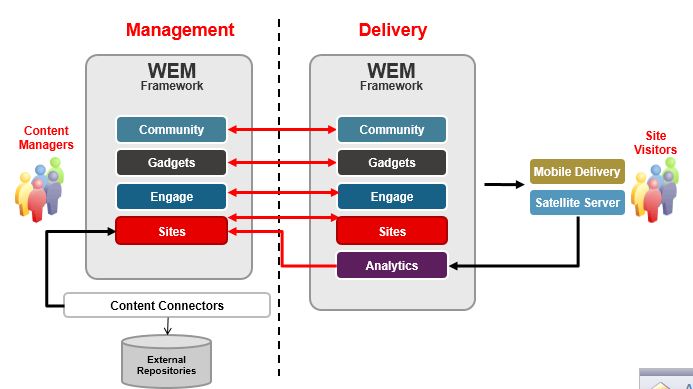 Management
Delivery
WEM
Framework
Community
Gadgets
Engage
Sites
WEM
Framework
Community
Gadgets
Engage
Sites
Analytics
Content
Managers
Site
Visitors
Mobile Delivery
Satellite Server
Content Connectors
External
Repositories